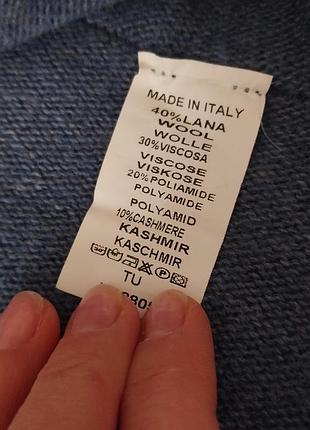 MADE IN ITALY
40%LANA
WOOL
WOLLE
30%VISCOSA
VISCOSE
VISKOSE
20%POLIAMIDE
POLYAMIDE
POLYAMID
10%CASHMERE
KASHMIR
KASCHMIR
TU